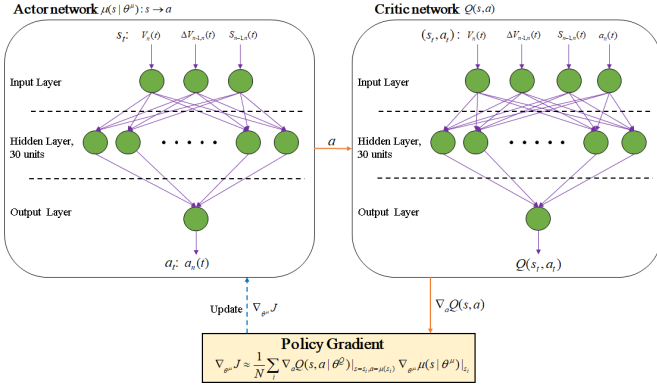 Actor network μ(s | θ^μ) : s → a
s_t: V_n(t) ΔV_{n-1,n}(t) S_{n-1,n}(t)
Input Layer
Hidden Layer,
30 units
· · · · ·
Output Layer
a_t: a_n(t)
a
Critic network Q(s,a)
(s_t,a_t): V_n(t) ΔV_{n-1,n}(t) S_{n-1,n}(t) a_n(t)
Input Layer
Hidden Layer,
30 units
· · · · ·
Output Layer
Q(s_t,a_t)
Update ∇_{θ^μ} J
∇_a Q(s,a)
Policy Gradient
∇_{θ^μ} J ≈ 1/N ∑_i ∇_a Q(s,a | θ^Q)|_{s=s_i,a=μ(s_i)} ∇_{θ^μ} μ(s | θ^μ)|_{s_i}